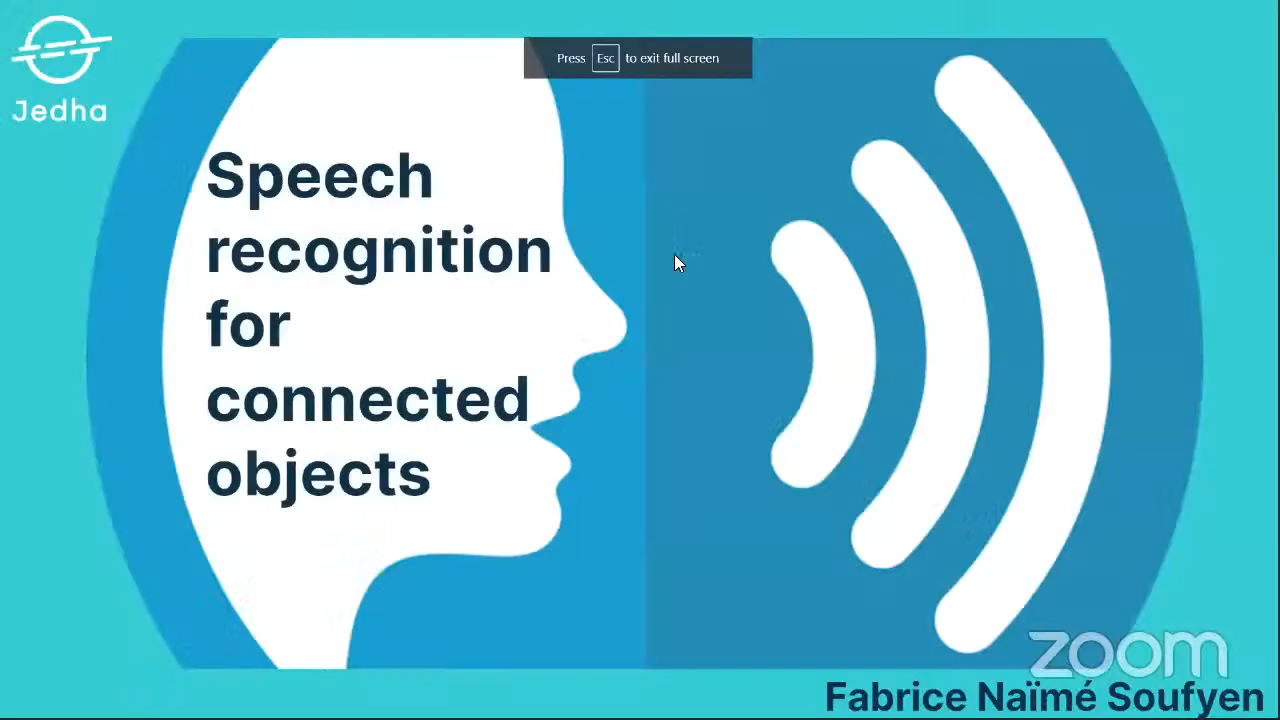 Jedha
Press Esc to exit full screen
Speech
recognition
for
connected
objects
zoom
Fabrice Naïmé Soufyen